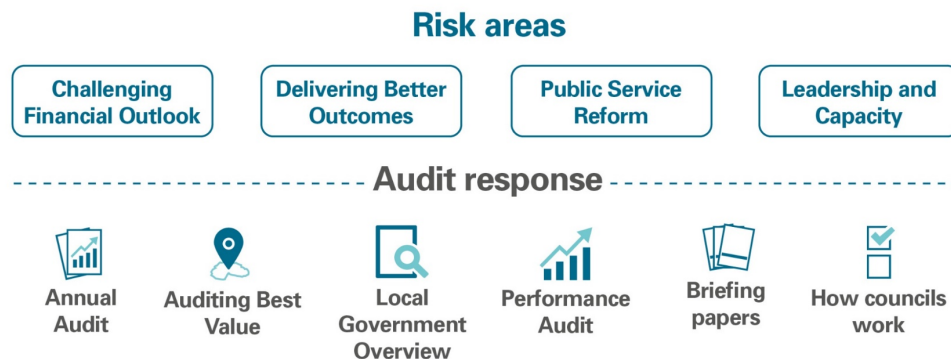 Risk areas
Challenging
Financial Outlook
Delivering Better
Outcomes
Public Service
Reform
Leadership and
Capacity
Audit response
Annual
Audit
Auditing Best
Value
Local
Government
Overview
Performance
Audit
Briefing
papers
How councils
work